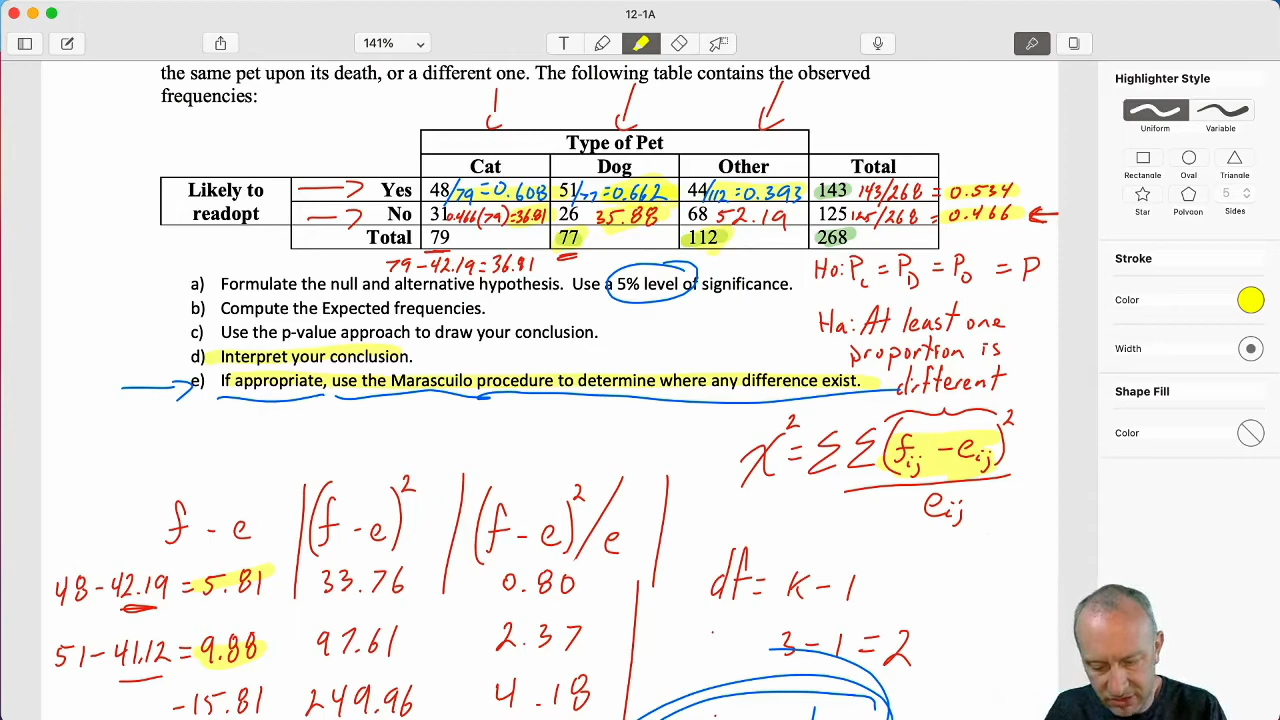 12-1A
141%
T
Highlighter Style
Uniform
Variable
Rectangle
Oval
Triangle
Star
Polygon
5
Sides
Stroke
Color
Width
Shape Fill
Color
the same pet upon its death, or a different one. The following table contains the observed
frequencies:
Type of Pet
Cat Dog Other Total
Likely to readopt
Yes 48/79 = 0.608 51/77 = 0.662 44/112 = 0.393 143 143/268 = 0.534
No 31 0.466(79) = 36.81 26 35.88 68 52.19 125 125/268 = 0.466
Total 79 77 112 268
79 - 42.19 = 36.81
a) Formulate the null and alternative hypothesis. Use a 5% level of significance.
b) Compute the Expected frequencies.
c) Use the p-value approach to draw your conclusion.
d) Interpret your conclusion.
e) If appropriate, use the Marascuilo procedure to determine where any difference exist.
Ho: P_C = P_D = P_O = P
Ha: At least one
proportion is
different
χ² = ΣΣ (f_ij - e_ij)² / e_ij
f - e | (f - e)² | (f - e)²/e |
48 - 42.19 = 5.81 33.76 0.80
51 - 41.12 = 9.88 97.61 2.37
-15.81 249.96 4.18
df = K - 1
3 - 1 = 2